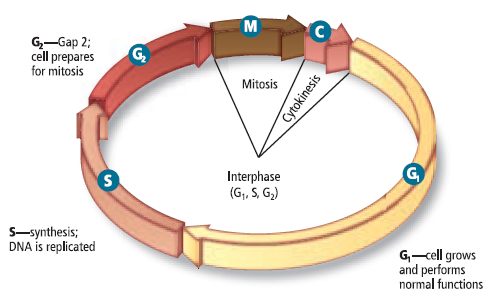 G₂—Gap 2;
cell prepares
for mitosis
G₂
M
C
Mitosis
Cytokinesis
Interphase
(G₁, S, G₂)
S
G₁
S—synthesis;
DNA is replicated
G₁—cell grows
and performs
normal functions